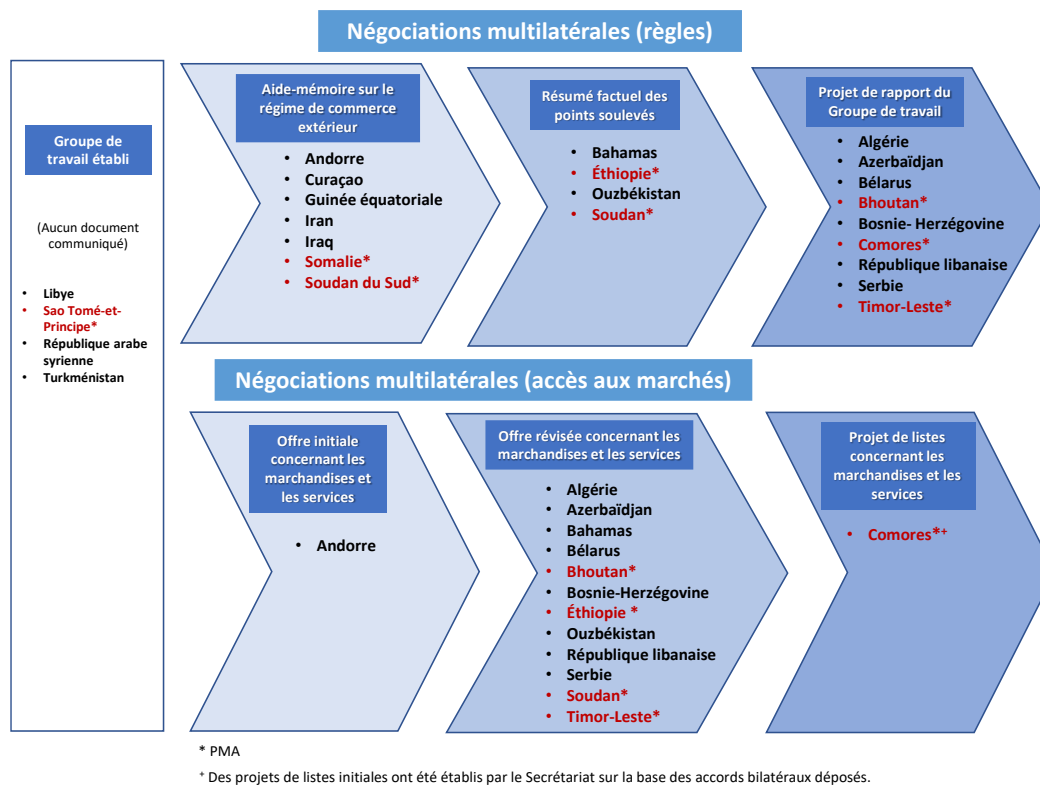 Négociations multilatérales (règles)
Groupe de
travail établi
(Aucun document
communiqué)
• Libye
• Sao Tomé-et-
Principe*
• République arabe
syrienne
• Turkménistan
Aide-mémoire sur le
régime de commerce
extérieur
• Andorre
• Curaçao
• Guinée équatoriale
• Iran
• Iraq
• Somalie*
• Soudan du Sud*
Résumé factuel des
points soulevés
• Bahamas
• Éthiopie*
• Ouzbékistan
• Soudan*
Projet de rapport du
Groupe de travail
• Algérie
• Azerbaïdjan
• Bélarus
• Bhoutan*
• Bosnie- Herzégovine
• Comores*
• République libanaise
• Serbie
• Timor-Leste*
Négociations multilatérales (accès aux marchés)
Offre initiale
concernant les
marchandises et
les services
• Andorre
Offre révisée concernant les
marchandises et les services
• Algérie
• Azerbaïdjan
• Bahamas
• Bélarus
• Bhoutan*
• Bosnie-Herzégovine
• Éthiopie *
• Ouzbékistan
• République libanaise
• Serbie
• Soudan*
• Timor-Leste*
Projet de listes
concernant les
marchandises et les
services
• Comores*⁺
* PMA
⁺ Des projets de listes initiales ont été établis par le Secrétariat sur la base des accords bilatéraux déposés.